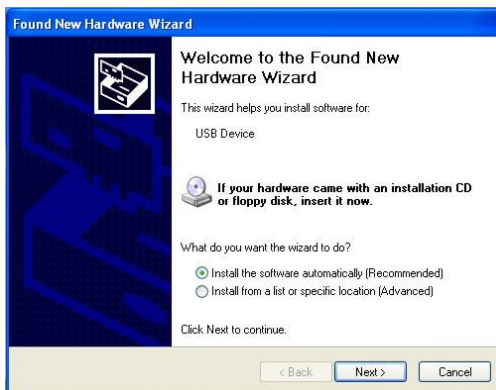 Found New Hardware Wizard
Welcome to the Found New
Hardware Wizard
This wizard helps you install software for:
USB Device
If your hardware came with an installation CD
or floppy disk, insert it now.
What do you want the wizard to do?
Install the software automatically (Recommended)
Install from a list or specific location (Advanced)
Click Next to continue.
< Back
Next >
Cancel